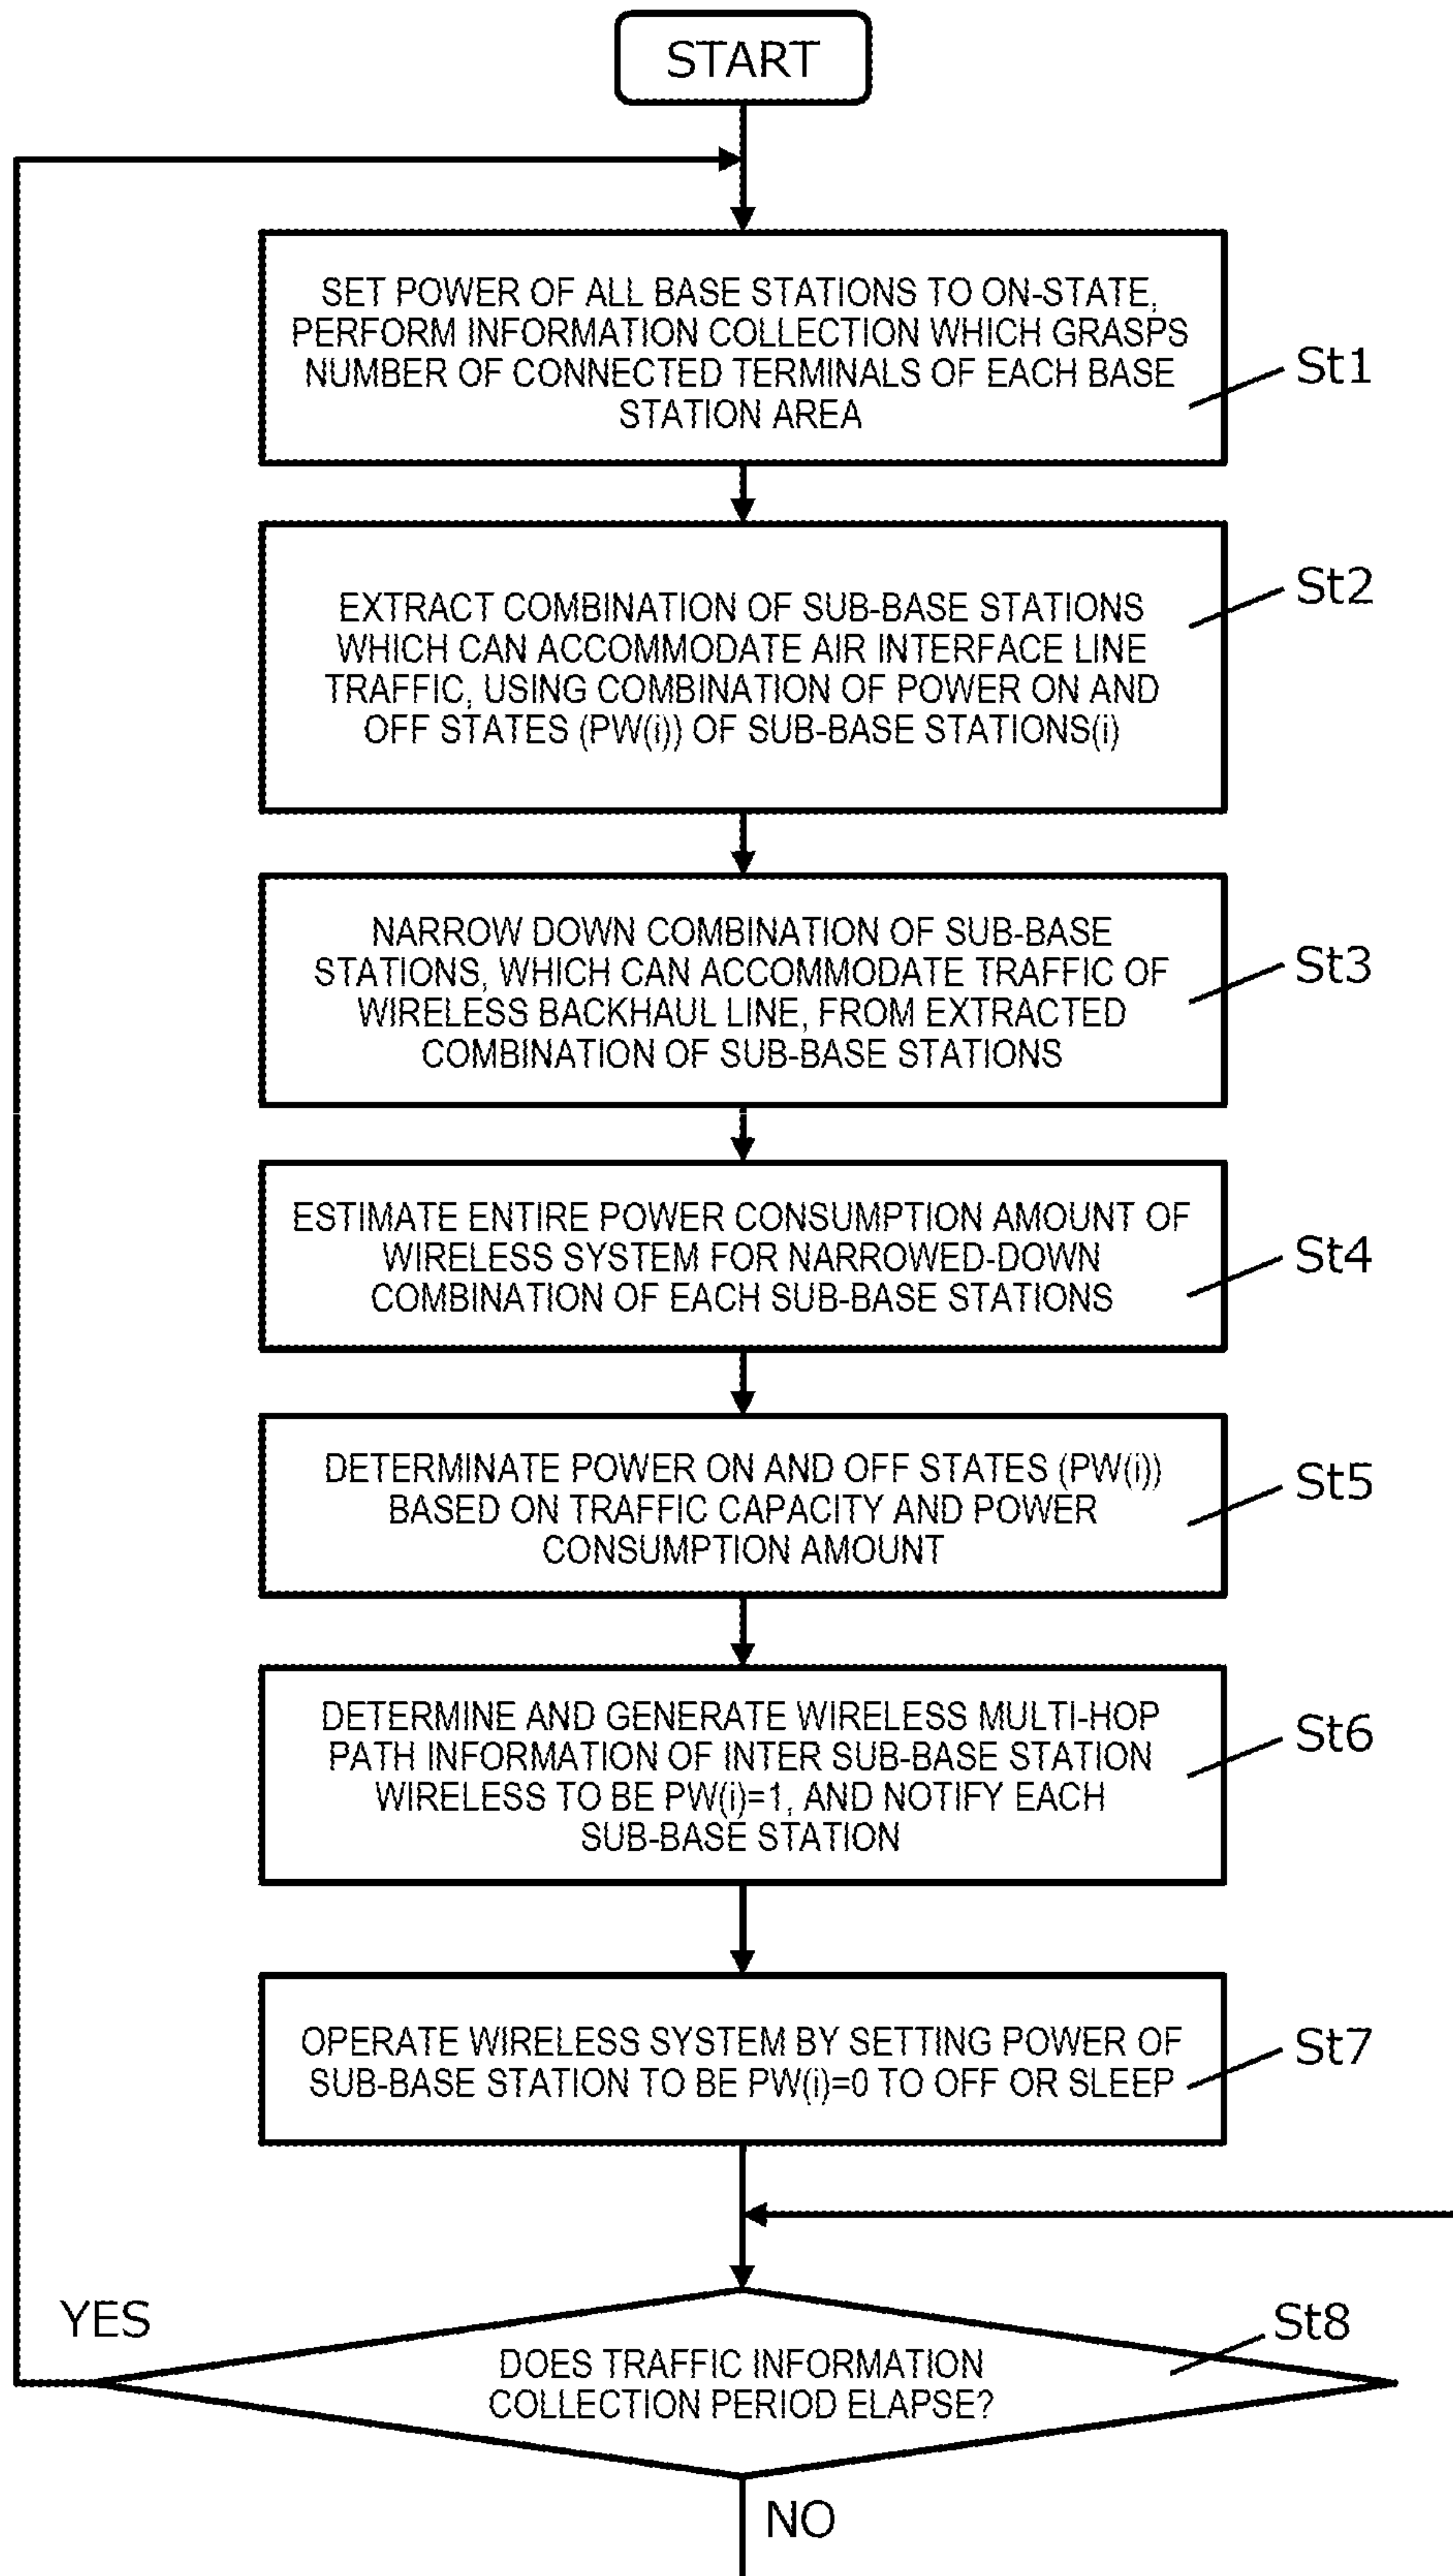 START
SET POWER OF ALL BASE STATIONS TO ON-STATE,
PERFORM INFORMATION COLLECTION WHICH GRASPS
NUMBER OF CONNECTED TERMINALS OF EACH BASE
STATION AREA
St1
EXTRACT COMBINATION OF SUB-BASE STATIONS
WHICH CAN ACCOMMODATE AIR INTERFACE LINE
TRAFFIC, USING COMBINATION OF POWER ON AND
OFF STATES (PW(i)) OF SUB-BASE STATIONS(i)
St2
NARROW DOWN COMBINATION OF SUB-BASE
STATIONS, WHICH CAN ACCOMMODATE TRAFFIC OF
WIRELESS BACKHAUL LINE, FROM EXTRACTED
COMBINATION OF SUB-BASE STATIONS
St3
ESTIMATE ENTIRE POWER CONSUMPTION AMOUNT OF
WIRELESS SYSTEM FOR NARROWED-DOWN
COMBINATION OF EACH SUB-BASE STATIONS
St4
DETERMINATE POWER ON AND OFF STATES (PW(i))
BASED ON TRAFFIC CAPACITY AND POWER
CONSUMPTION AMOUNT
St5
DETERMINE AND GENERATE WIRELESS MULTI-HOP
PATH INFORMATION OF INTER SUB-BASE STATION
WIRELESS TO BE PW(i)=1, AND NOTIFY EACH
SUB-BASE STATION
St6
OPERATE WIRELESS SYSTEM BY SETTING POWER OF
SUB-BASE STATION TO BE PW(i)=0 TO OFF OR SLEEP
St7
YES
DOES TRAFFIC INFORMATION
COLLECTION PERIOD ELAPSE?
St8
NO